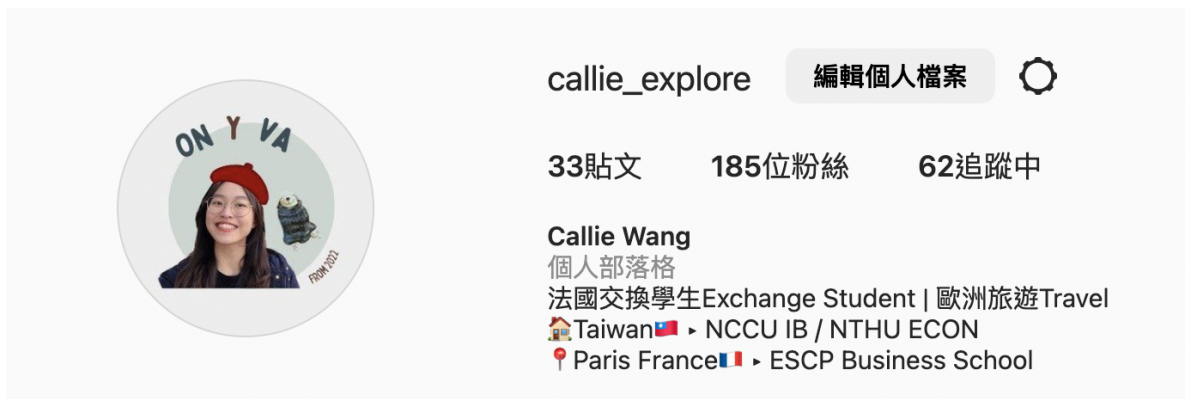 ON Y VA
FROM 2022
callie_explore 編輯個人檔案
33貼文 185位粉絲 62追蹤中
Callie Wang
個人部落格
法國交換學生Exchange Student | 歐洲旅遊Travel
🏠Taiwan🇹🇼 ▸ NCCU IB / NTHU ECON
📍Paris France🇫🇷 ▸ ESCP Business School